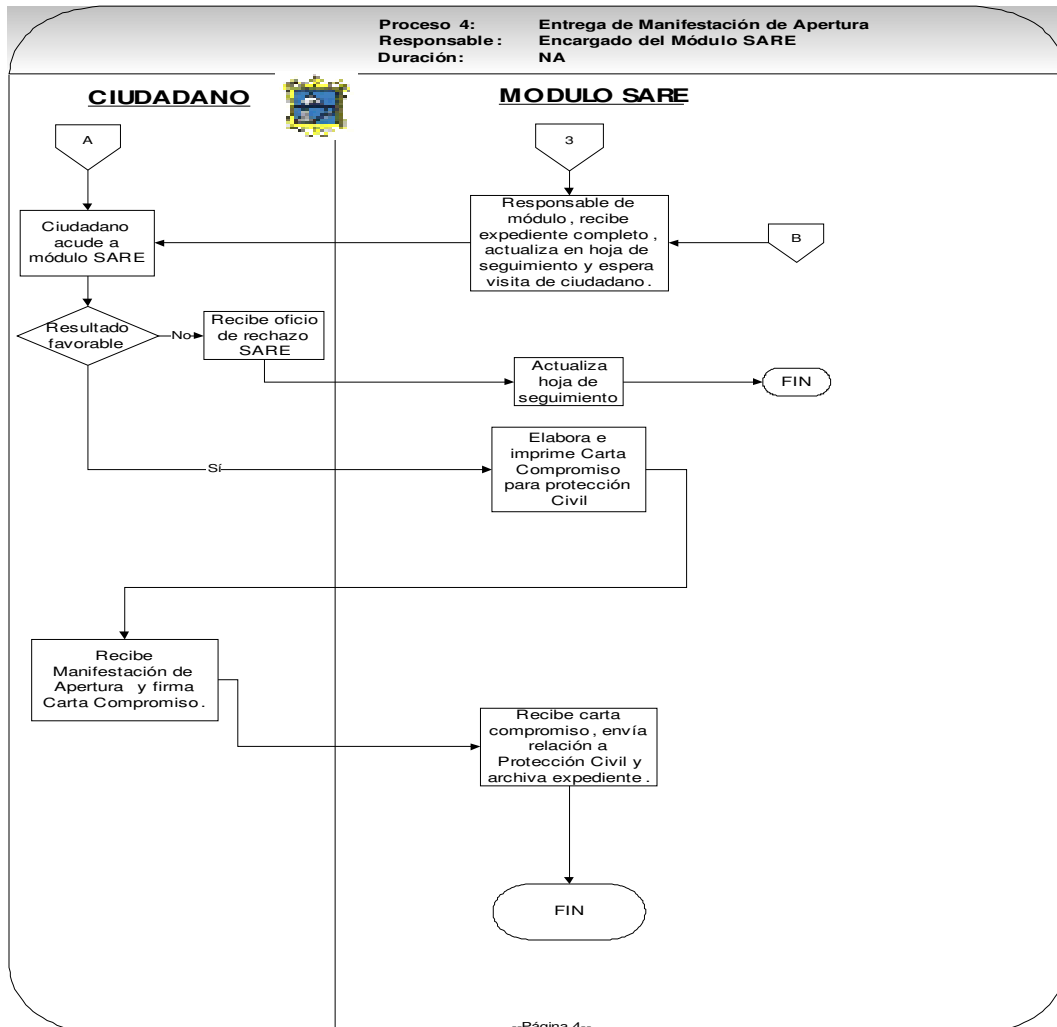 Proceso 4: Entrega de Manifestación de Apertura
Responsable: Encargado del Módulo SARE
Duración: NA
CIUDADANO
MODULO SARE
A
3
Ciudadano
acude a
módulo SARE
Responsable de
módulo, recibe
expediente completo,
actualiza en hoja de
seguimiento y espera
visita de ciudadano.
B
Resultado
favorable
No
Recibe oficio
de rechazo
SARE
Actualiza
hoja de
seguimiento
FIN
Sí
Elabora e
imprime Carta
Compromiso
para protección
Civil
Recibe
Manifestación de
Apertura y firma
Carta Compromiso.
Recibe carta
compromiso, envía
relación a
Protección Civil y
archiva expediente.
FIN
--Página 4--